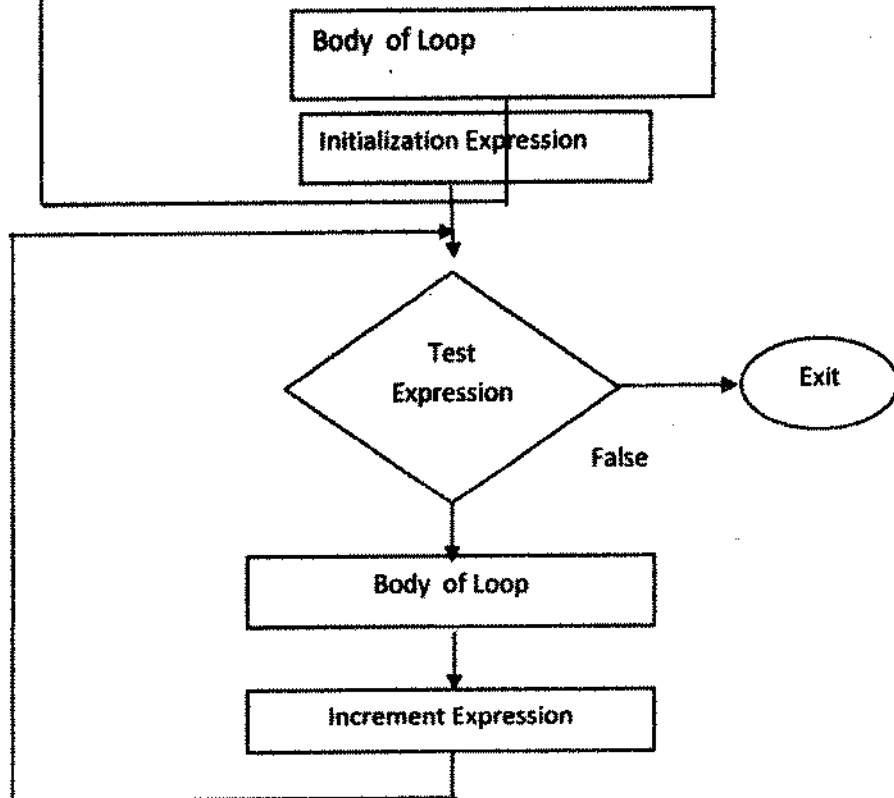 Body of Loop
Initialization Expression
Test
Expression
Exit
False
Body of Loop
Increment Expression